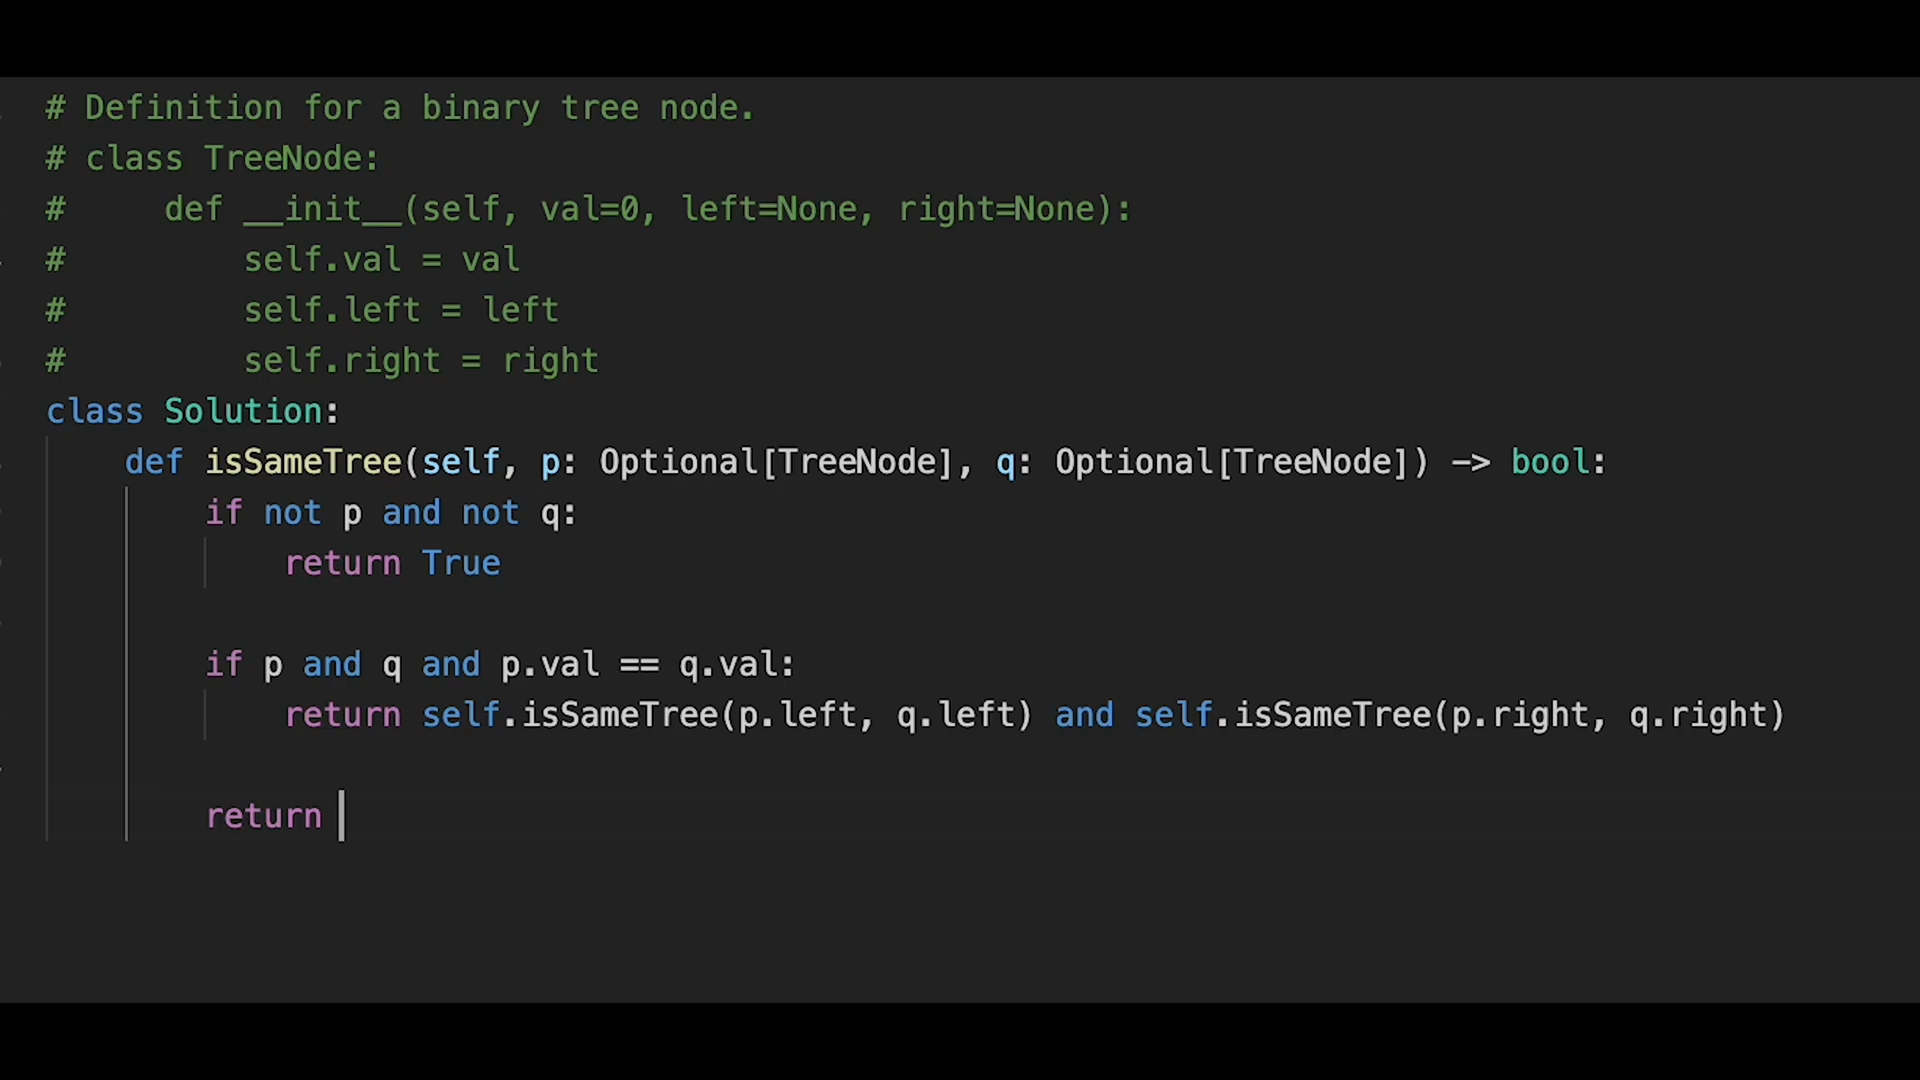 # Definition for a binary tree node.
# class TreeNode:
#     def __init__(self, val=0, left=None, right=None):
#         self.val = val
#         self.left = left
#         self.right = right
class Solution:
    def isSameTree(self, p: Optional[TreeNode], q: Optional[TreeNode]) -> bool:
        if not p and not q:
            return True

        if p and q and p.val == q.val:
            return self.isSameTree(p.left, q.left) and self.isSameTree(p.right, q.right)

        return